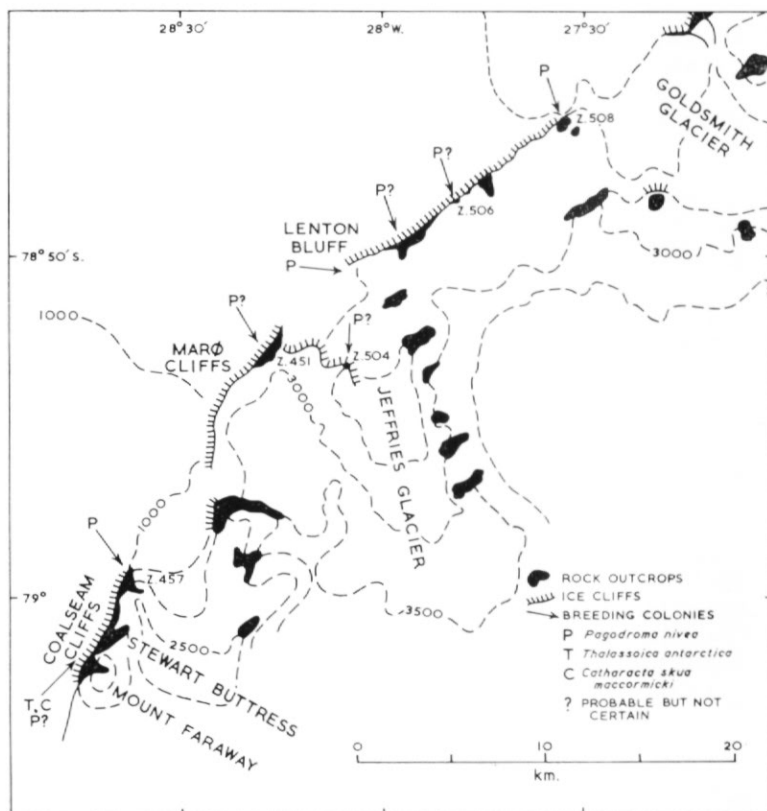 28°30'
28°W.
27°30'
P
Z.508
GOLDSMITH
GLACIER
P?
P?
Z.506
LENTON
BLUFF
78°50'S.
P
3000
1000
P?
P?
MARØ
CLIFFS
Z.451
Z.504
3000
JEFFRIES GLACIER
1000
P
Z.457
79°
COALSEAM
CLIFFS
2500
3500
STEWART BUTTRESS
MOUNT FARAWAY
T,C
P?
ROCK OUTCROPS
ICE CLIFFS
BREEDING COLONIES
P Pagodroma nivea
T Thalassoica antarctica
C Catharacta skua
maccormicki
? PROBABLE BUT NOT
CERTAIN
0 10 20
km.